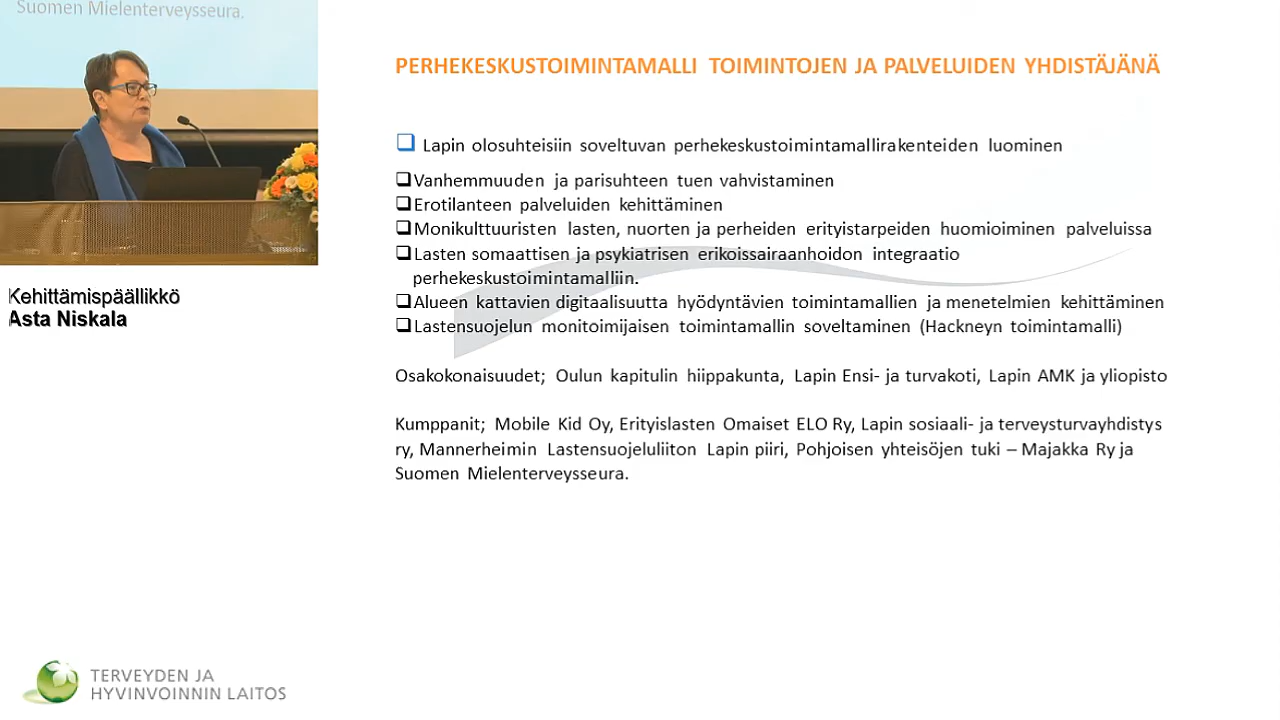 Suomen Mielenterveysseura.
PERHEKESKUSTOIMINTAMALLI TOIMINTOJEN JA PALVELUIDEN YHDISTÄJÄNÄ
Lapin olosuhteisiin soveltuvan perhekeskustoimintamallirakenteiden luominen
Vanhemmuuden ja parisuhteen tuen vahvistaminen
Erotilanteen palveluiden kehittäminen
Monikulttuuristen lasten, nuorten ja perheiden erityistarpeiden huomioiminen palveluissa
Lasten somaattisen ja psykiatrisen erikoissairaanhoidon integraatio
perhekeskustoimintamalliin.
Alueen kattavien digitaalisuutta hyödyntävien toimintamallien ja menetelmien kehittäminen
Lastensuojelun monitoimijaisen toimintamallin soveltaminen (Hackneyn toimintamalli)
Osakokonaisuudet; Oulun kapitulin hiippakunta, Lapin Ensi- ja turvakoti, Lapin AMK ja yliopisto
Kumppanit; Mobile Kid Oy, Erityislasten Omaiset ELO Ry, Lapin sosiaali- ja terveysturvayhdistys
ry, Mannerheimin Lastensuojeluliiton Lapin piiri, Pohjoisen yhteisöjen tuki – Majakka Ry ja
Suomen Mielenterveysseura.
Kehittämispäällikkö
Asta Niskala
TERVEYDEN JA
HYVINVOINNIN LAITOS